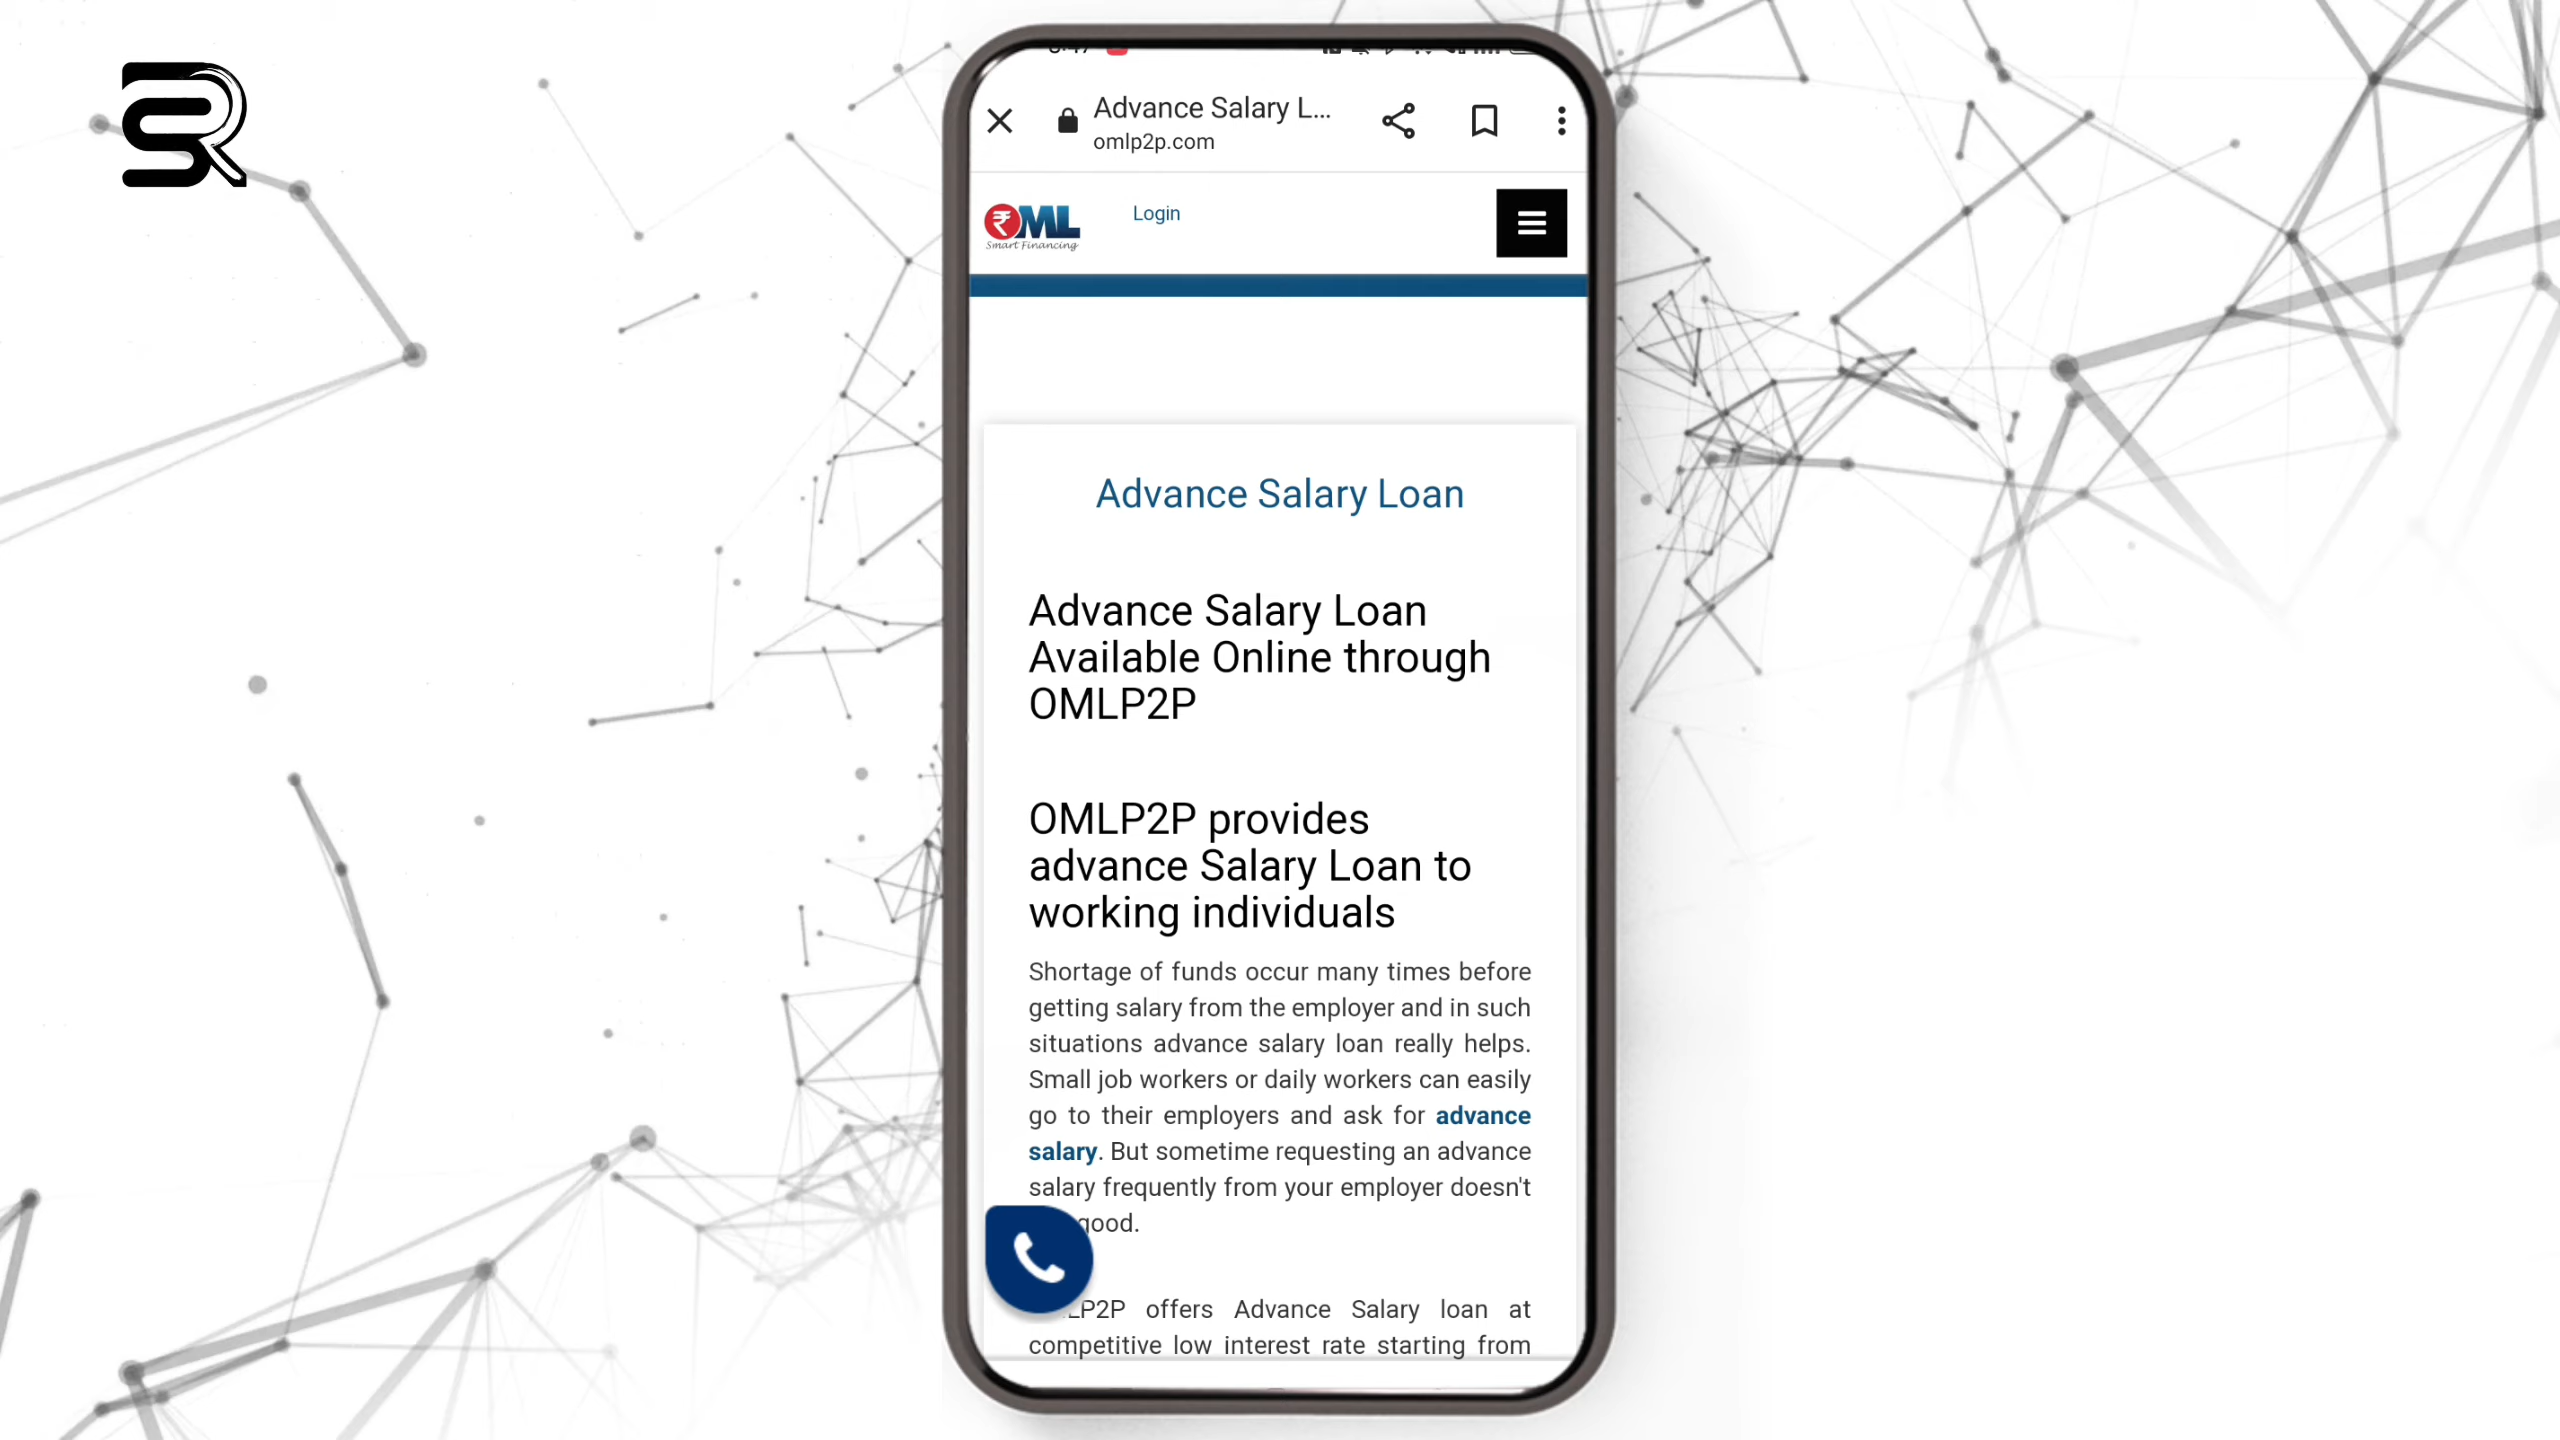 Advance Salary L...
omlp2p.com
ML
Smart Financing
Login
Advance Salary Loan
Advance Salary Loan
Available Online through
OMLP2P
OMLP2P provides
advance Salary Loan to
working individuals
Shortage of funds occur many times before
getting salary from the employer and in such
situations advance salary loan really helps.
Small job workers or daily workers can easily
go to their employers and ask for advance
salary. But sometime requesting an advance
salary frequently from your employer doesn't
good.
LP2P offers Advance Salary loan at
competitive low interest rate starting from